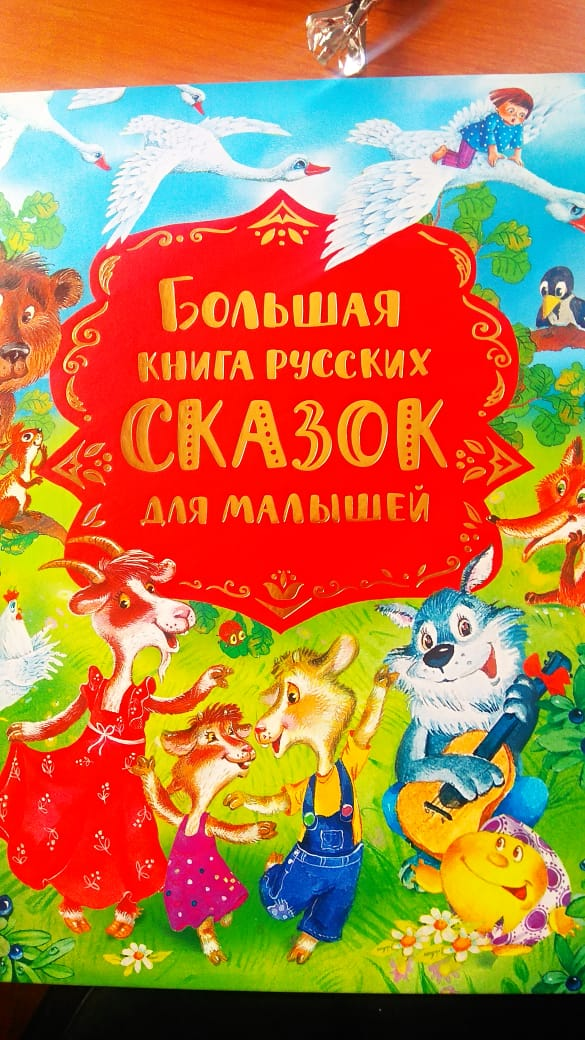 Большая
книга русских
СКАЗОК
для малышей